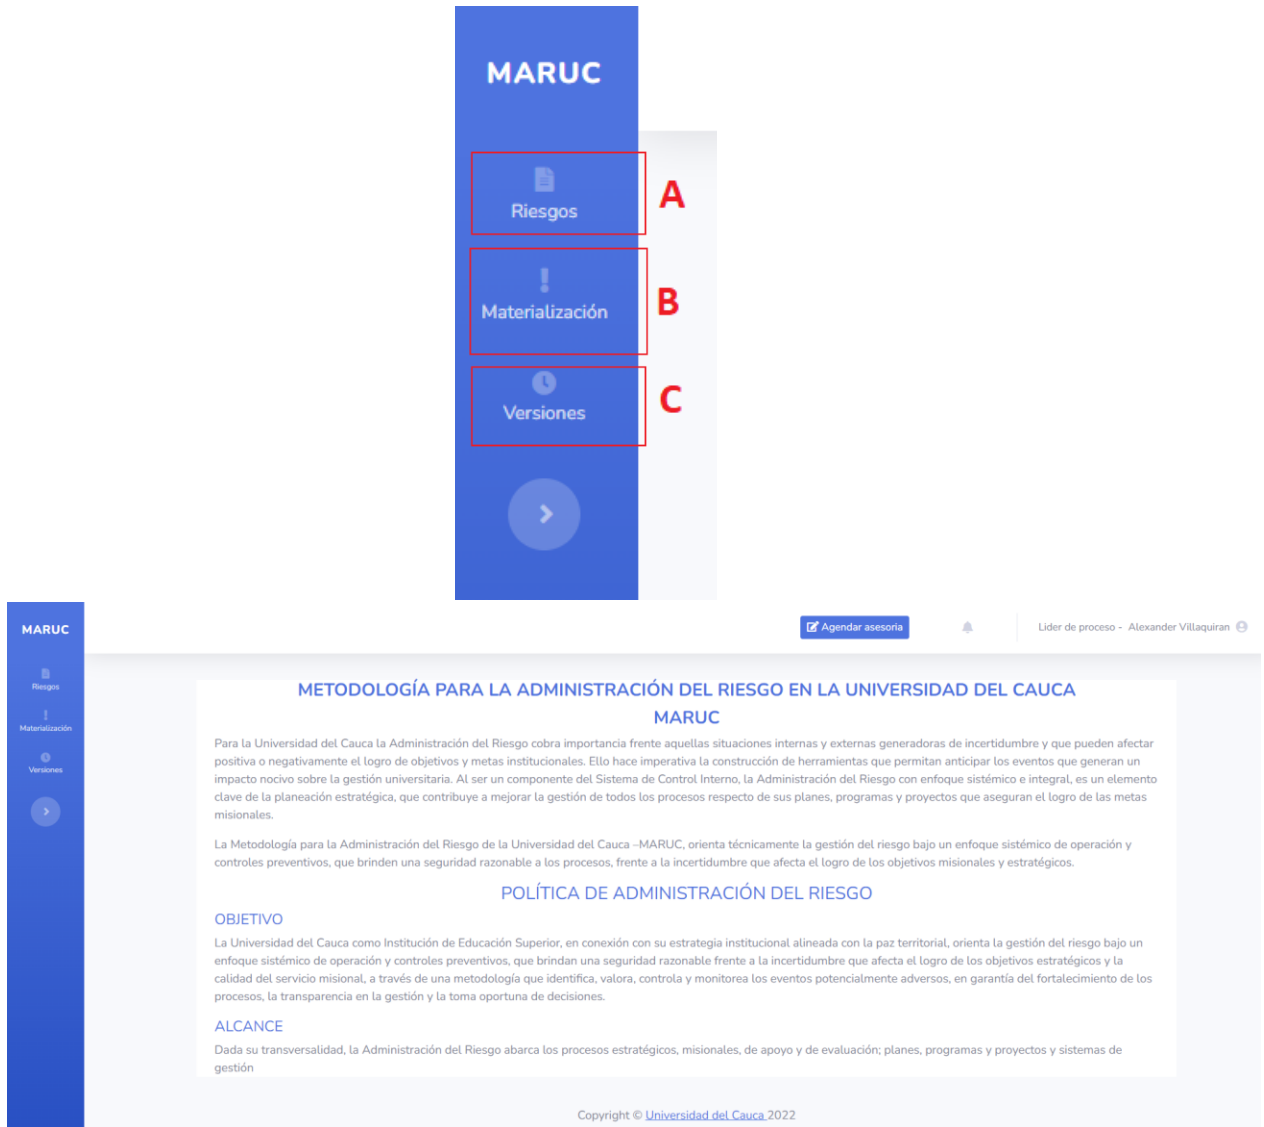 MARUC
Riesgos
A
Materialización
B
Versiones
C
MARUC
Riesgos
Materialización
Versiones
Agendar asesoria
Lider de proceso - Alexander Villaquiran
METODOLOGÍA PARA LA ADMINISTRACIÓN DEL RIESGO EN LA UNIVERSIDAD DEL CAUCA
MARUC
Para la Universidad del Cauca la Administración del Riesgo cobra importancia frente aquellas situaciones internas y externas generadoras de incertidumbre y que pueden afectar
positiva o negativamente el logro de objetivos y metas institucionales. Ello hace imperativa la construcción de herramientas que permitan anticipar los eventos que generan un
impacto nocivo sobre la gestión universitaria. Al ser un componente del Sistema de Control Interno, la Administración del Riesgo con enfoque sistémico e integral, es un elemento
clave de la planeación estratégica, que contribuye a mejorar la gestión de todos los procesos respecto de sus planes, programas y proyectos que aseguran el logro de las metas
misionales.
La Metodología para la Administración del Riesgo de la Universidad del Cauca –MARUC, orienta técnicamente la gestión del riesgo bajo un enfoque sistémico de operación y
controles preventivos, que brinden una seguridad razonable a los procesos, frente a la incertidumbre que afecta el logro de los objetivos misionales y estratégicos.
POLÍTICA DE ADMINISTRACIÓN DEL RIESGO
OBJETIVO
La Universidad del Cauca como Institución de Educación Superior, en conexión con su estrategia institucional alineada con la paz territorial, orienta la gestión del riesgo bajo un
enfoque sistémico de operación y controles preventivos, que brindan una seguridad razonable frente a la incertidumbre que afecta el logro de los objetivos estratégicos y la
calidad del servicio misional, a través de una metodología que identifica, valora, controla y monitorea los eventos potencialmente adversos, en garantía del fortalecimiento de los
procesos, la transparencia en la gestión y la toma oportuna de decisiones.
ALCANCE
Dada su transversalidad, la Administración del Riesgo abarca los procesos estratégicos, misionales, de apoyo y de evaluación; planes, programas y proyectos y sistemas de
gestión
Copyright © Universidad del Cauca 2022